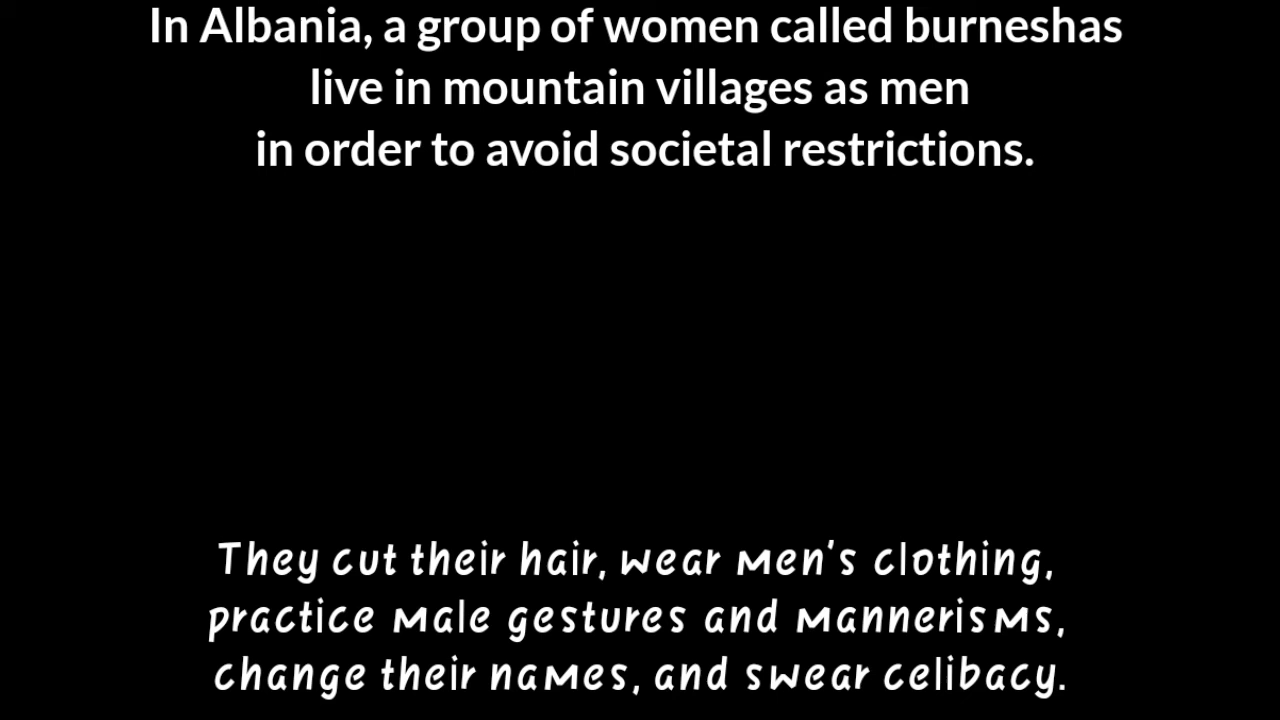 In Albania, a group of women called burneshas
live in mountain villages as men
in order to avoid societal restrictions.
They cut their hair, wear men's clothing,
practice male gestures and mannerisms,
change their names, and swear celibacy.